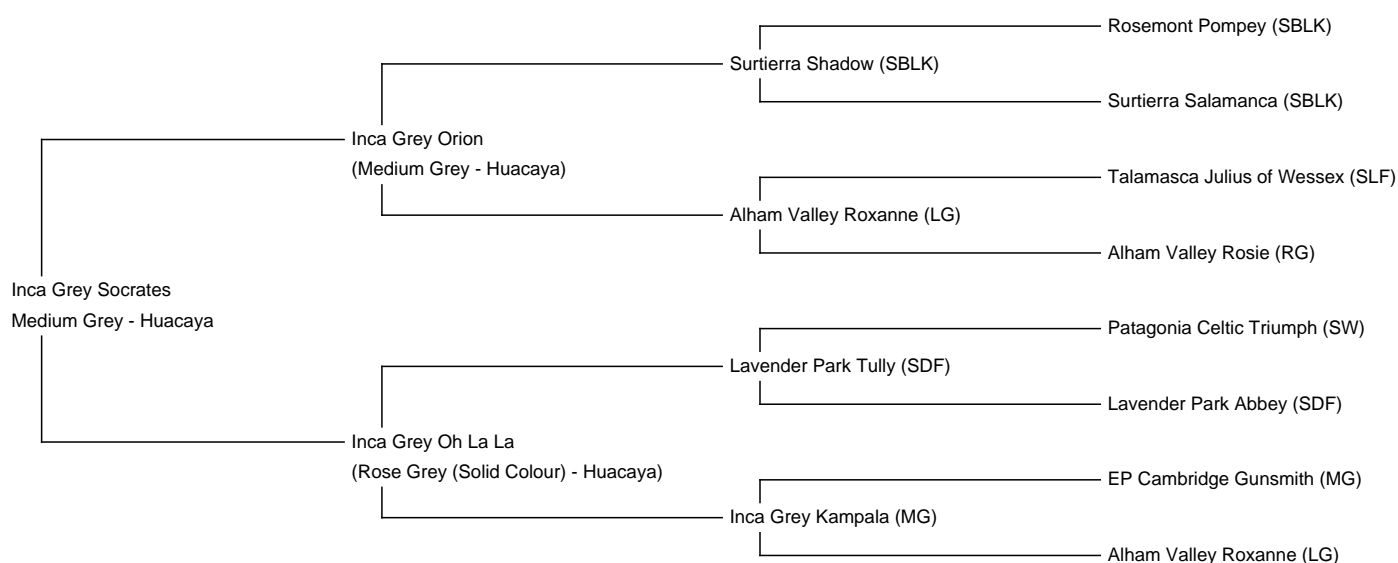 Rosemont Pompey (SBLK)
Surtierra Shadow (SBLK)
Surtierra Salamanca (SBLK)
Inca Grey Orion
(Medium Grey - Huacaya)
Talamasca Julius of Wessex (SLF)
Alham Valley Roxanne (LG)
Alham Valley Rosie (RG)
Inca Grey Socrates
Medium Grey - Huacaya
Patagonia Celtic Triumph (SW)
Lavender Park Tully (SDF)
Lavender Park Abbey (SDF)
Inca Grey Oh La La
(Rose Grey (Solid Colour) - Huacaya)
EP Cambridge Gunsmith (MG)
Inca Grey Kampala (MG)
Alham Valley Roxanne (LG)